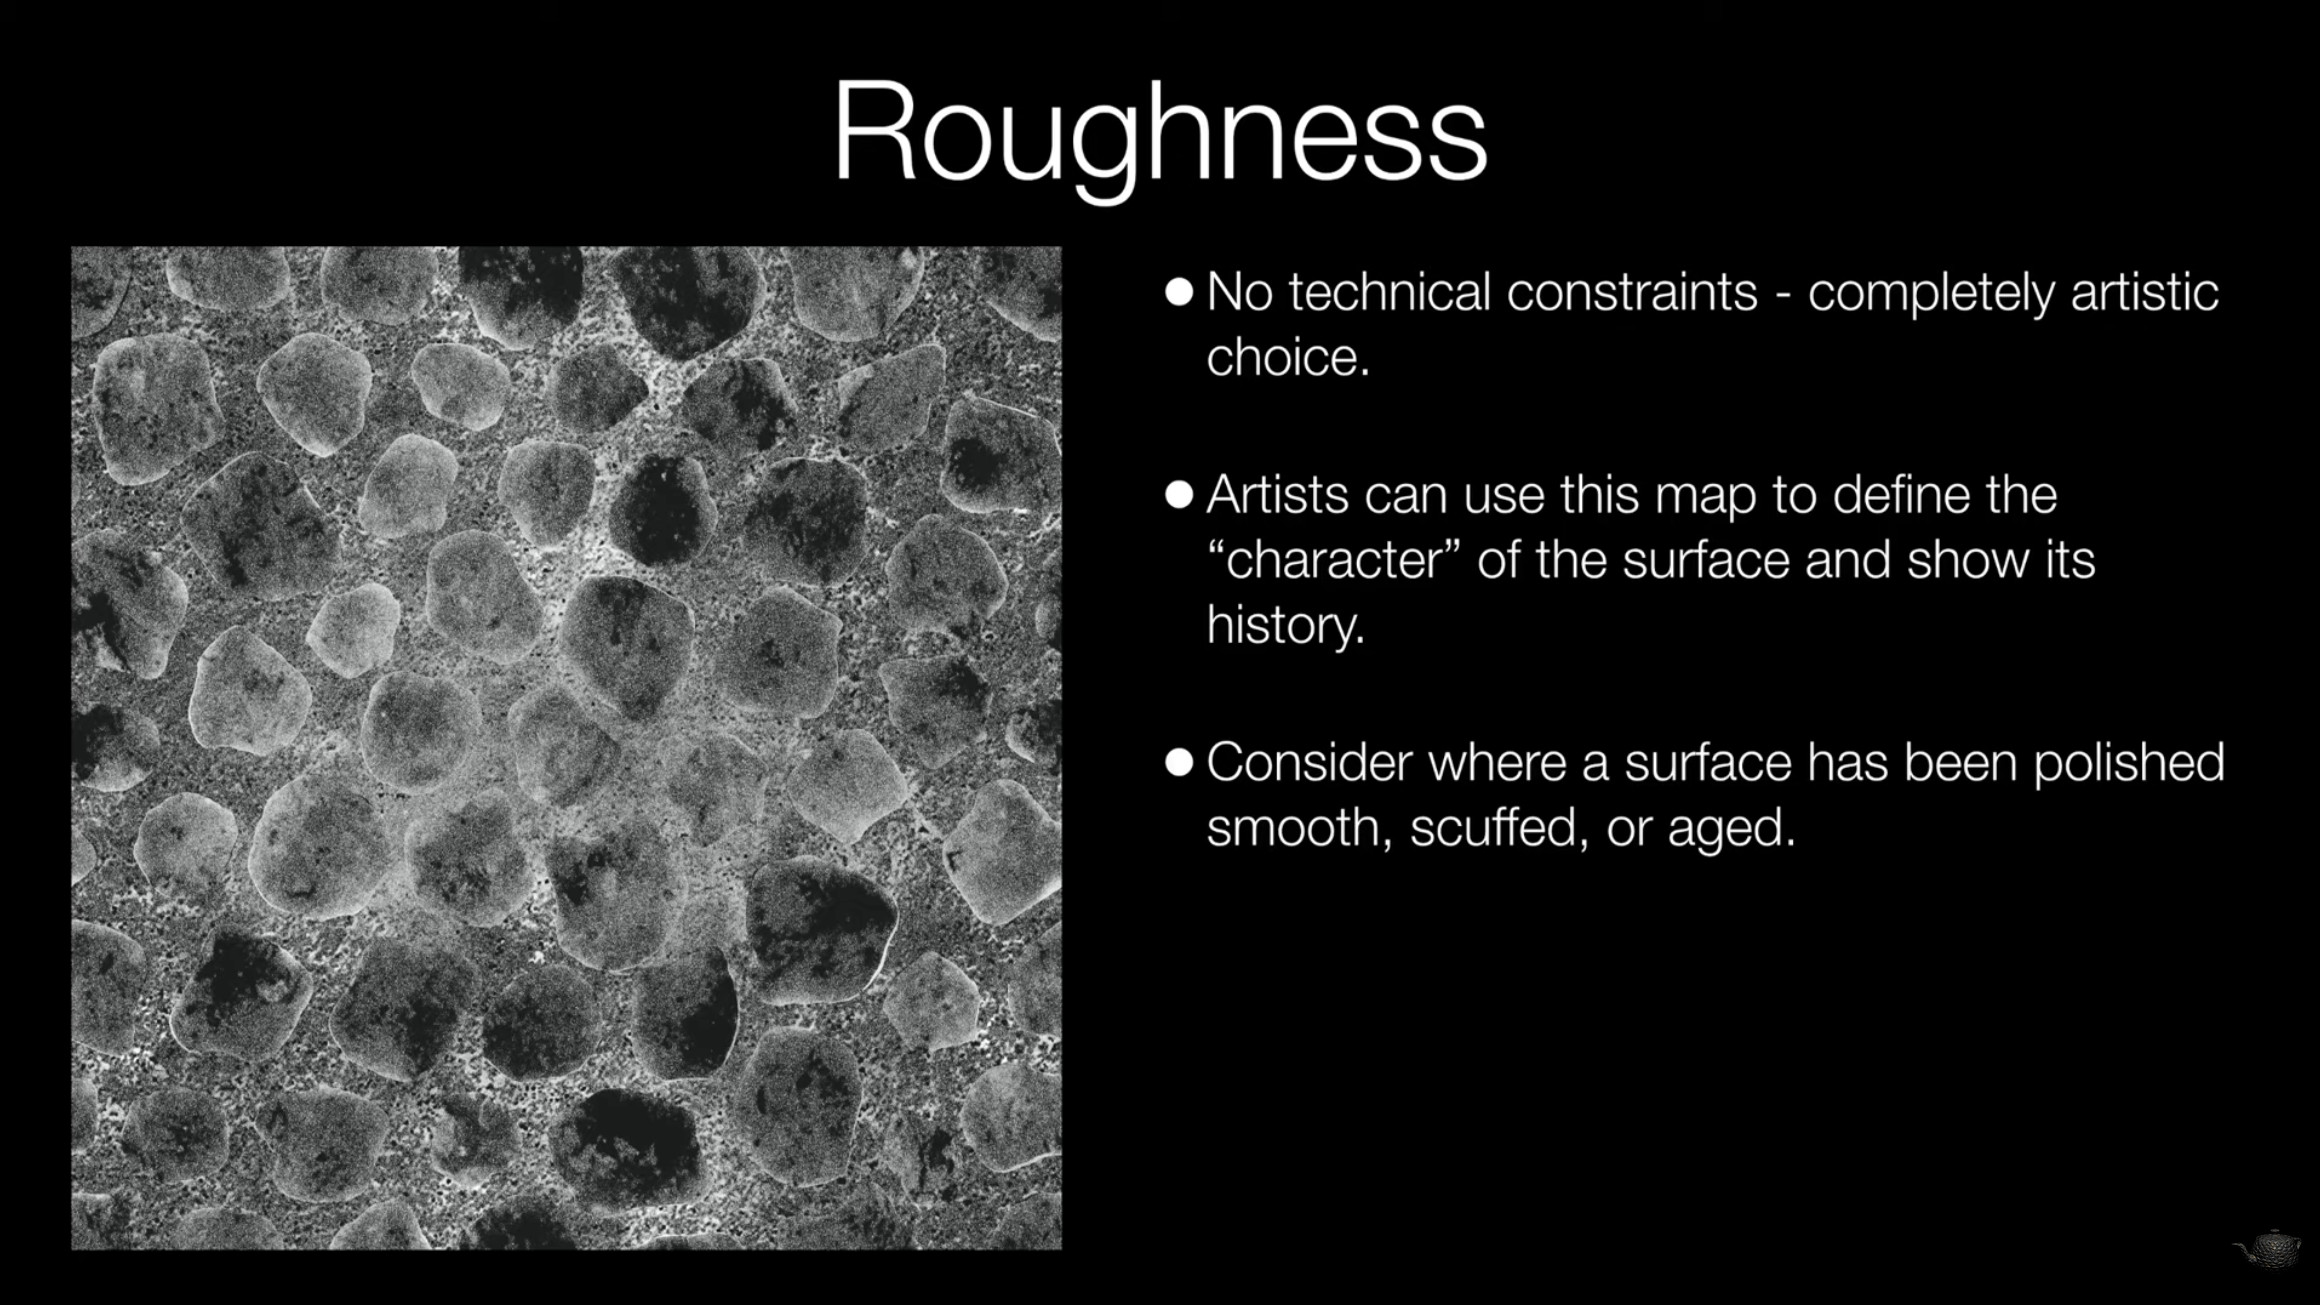 Roughness
● No technical constraints - completely artistic
choice.
● Artists can use this map to define the
“character” of the surface and show its
history.
● Consider where a surface has been polished
smooth, scuffed, or aged.